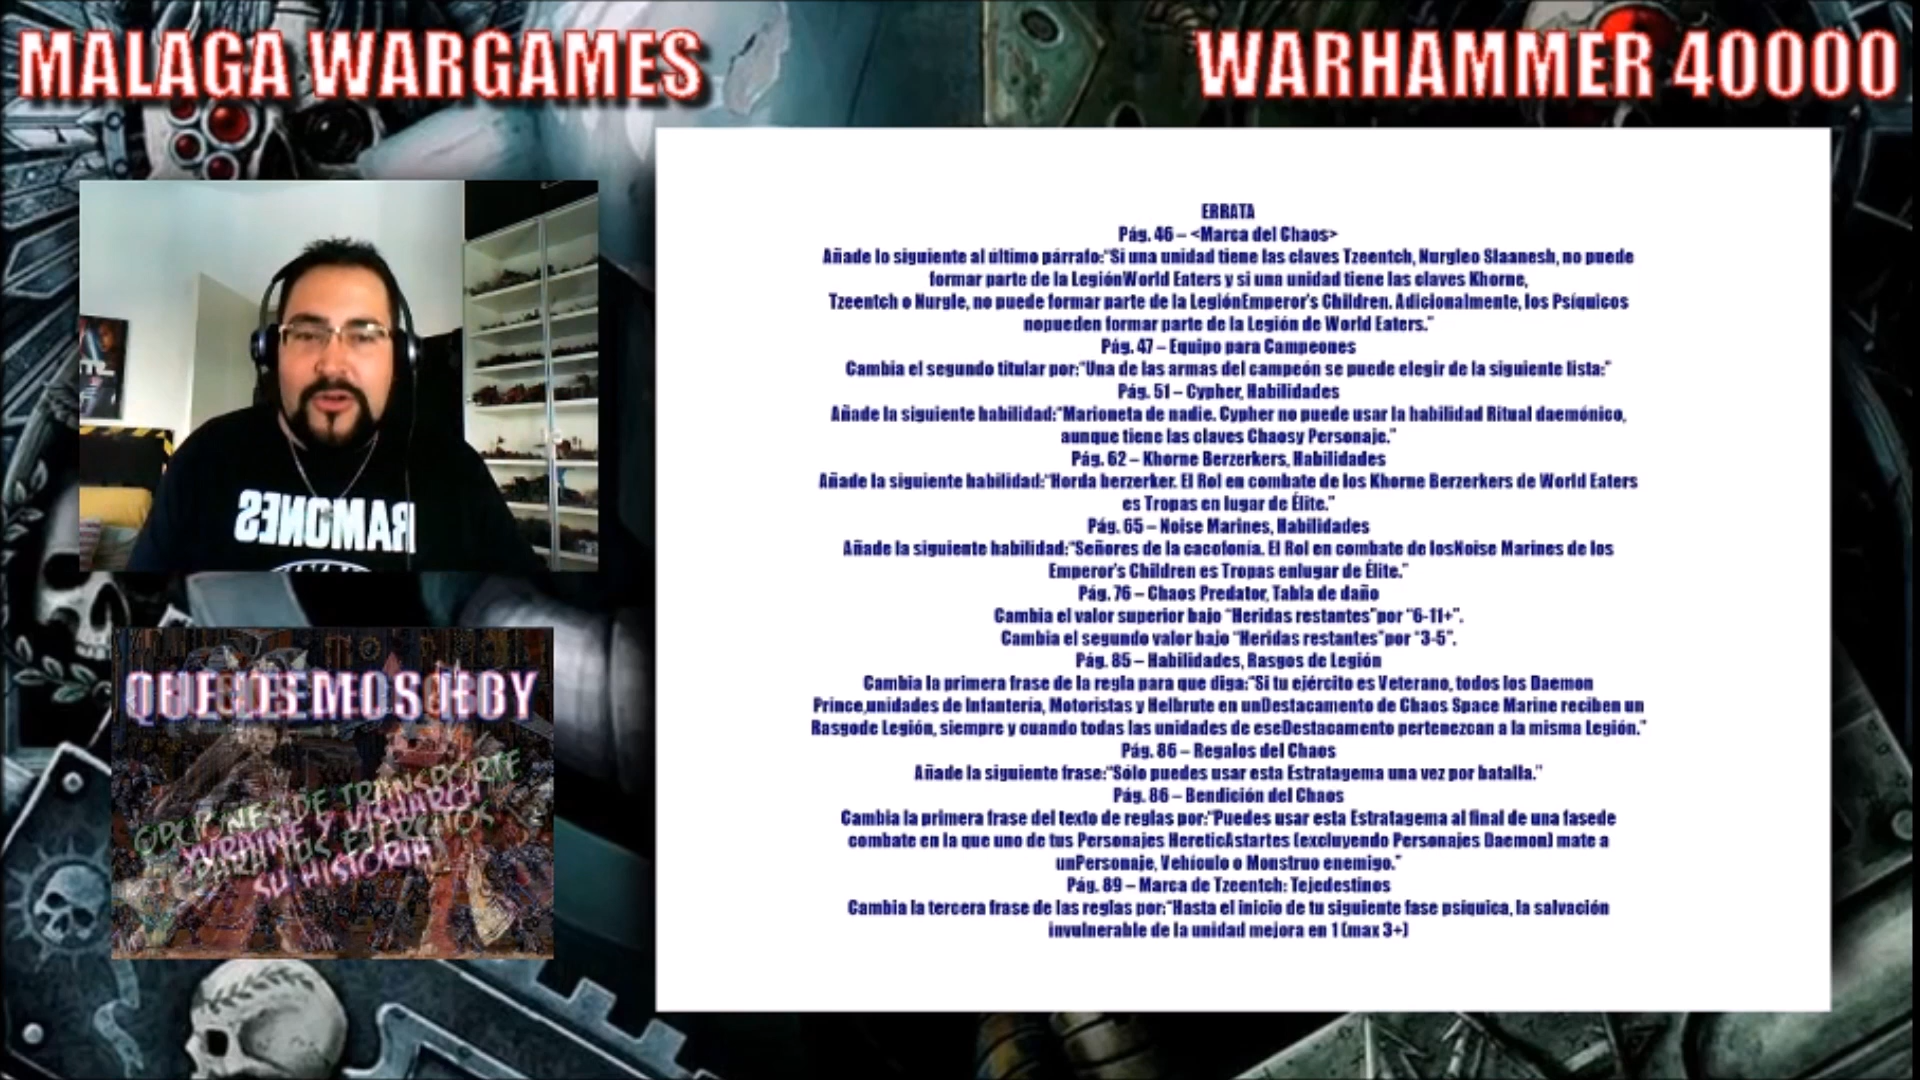 MALAGA WARGAMES
WARHAMMER 40000
RAMONES
ERRATA
Pág. 46 – <Marca del Chaos>
Añade lo siguiente al último párrafo:“Si una unidad tiene las claves Tzeentch, Nurgleo Slaanesh, no puede
formar parte de la LegiónWorld Eaters y si una unidad tiene las claves Khorne,
Tzeentch o Nurgle, no puede formar parte de la LegiónEmperor’s Children. Adicionalmente, los Psíquicos
nopueden formar parte de la Legión de World Eaters.”
Pág. 47 – Equipo para Campeones
Cambia el segundo titular por:“Una de las armas del campeón se puede elegir de la siguiente lista:”
Pág. 51 – Cypher, Habilidades
Añade la siguiente habilidad:“Marioneta de nadie. Cypher no puede usar la habilidad Ritual daemónico,
aunque tiene las claves Chaosy Personaje.”
Pág. 62 – Khorne Berzerkers, Habilidades
Añade la siguiente habilidad:“Horda berzerker. El Rol en combate de los Khorne Berzerkers de World Eaters
es Tropas en lugar de Élite.”
Pág. 65 – Noise Marines, Habilidades
Añade la siguiente habilidad:“Señores de la cacofonía. El Rol en combate de losNoise Marines de los
Emperor’s Children es Tropas enlugar de Élite.”
Pág. 76 – Chaos Predator, Tabla de daño
Cambia el valor superior bajo “Heridas restantes”por “6-11+”.
Cambia el segundo valor bajo “Heridas restantes”por “3-5”.
Pág. 85 – Habilidades, Rasgos de Legión
Cambia la primera frase de la regla para que diga:“Si tu ejército es Veterano, todos los Daemon
Prince,unidades de Infantería, Motoristas y Helbrute en unDestacamento de Chaos Space Marine reciben un
Rasgode Legión, siempre y cuando todas las unidades de eseDestacamento pertenezcan a la misma Legión.”
Pág. 86 – Regalos del Chaos
Añade la siguiente frase:“Sólo puedes usar esta Estratagema una vez por batalla.”
Pág. 86 – Bendición del Chaos
Cambia la primera frase del texto de reglas por:“Puedes usar esta Estratagema al final de una fasede
combate en la que uno de tus Personajes HereticAstartes (excluyendo Personajes Daemon) mate a
unPersonaje, Vehículo o Monstruo enemigo.”
Pág. 89 – Marca de Tzeentch: Tejedestinos
Cambia la tercera frase de las reglas por:“Hasta el inicio de tu siguiente fase psíquica, la salvación
invulnerable de la unidad mejora en 1 (max 3+)
HOY
OPCIONES DE TRANSPORTE
YVRAINE Y VISHARCH
PARA TUS EJERCITOS
SU HISTORIA